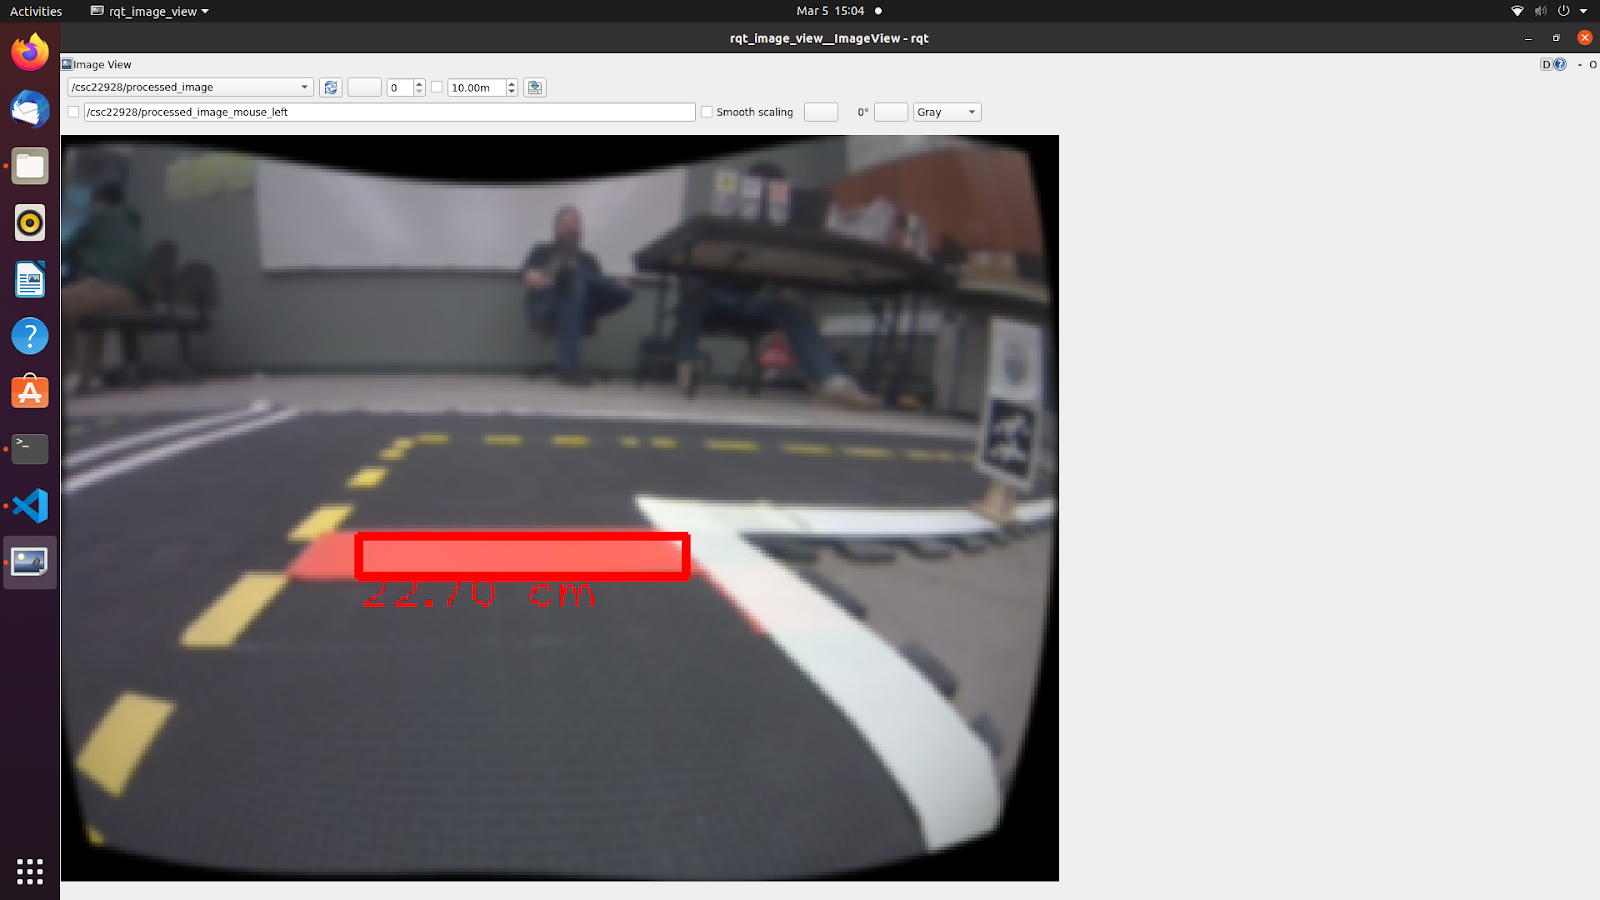 Activities
rqt_image_view
Mar 5 15:04
rqt_image_view__ImageView - rqt
Image View
D
?
-
O
/csc22928/processed_image
0
10.00m
/csc22928/processed_image_mouse_left
Smooth scaling
0°
Gray
22.70 cm